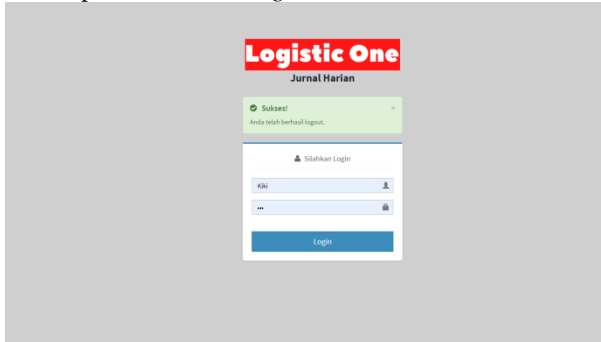 Logistic One
Jurnal Harian
Sukses! ×
Anda telah berhasil logout.
Silahkan Login
Kiki
•••
Login